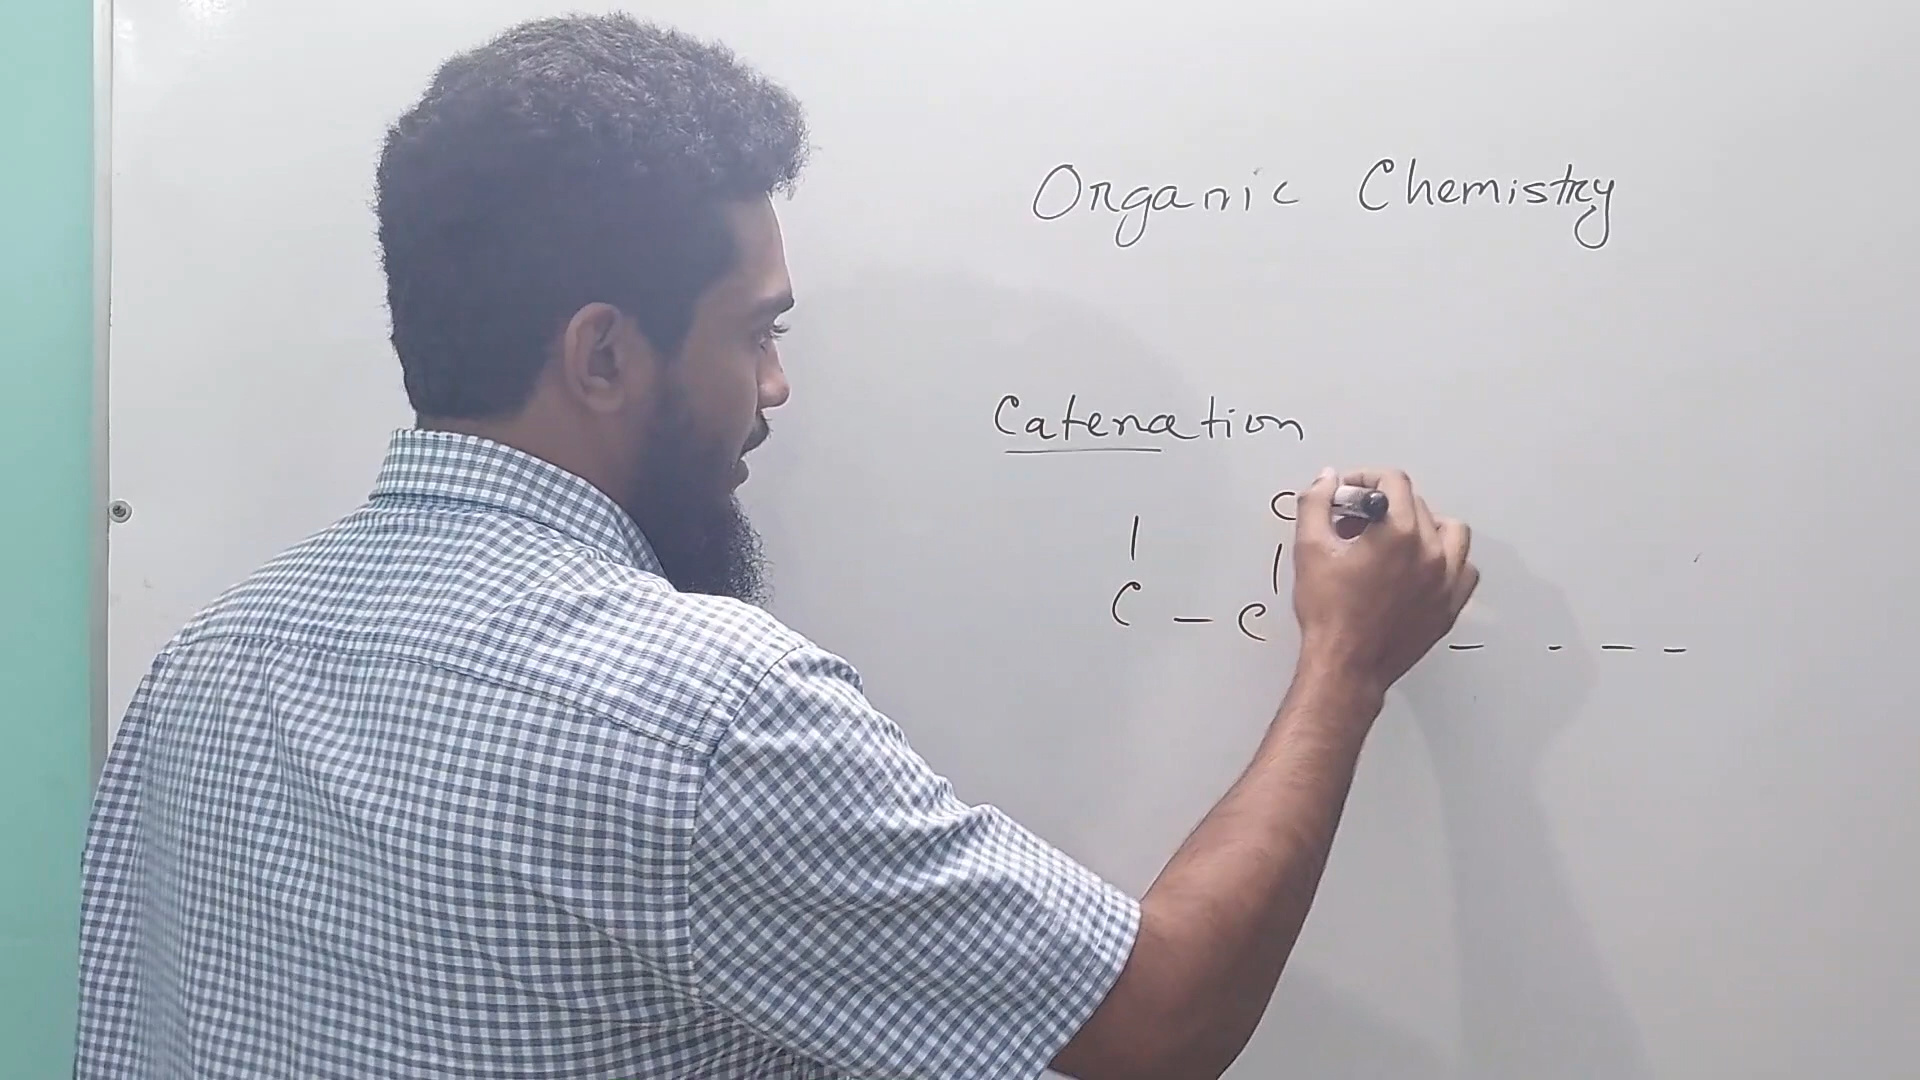 Organic Chemistry
Catenation
| C
|
C - C - - - -